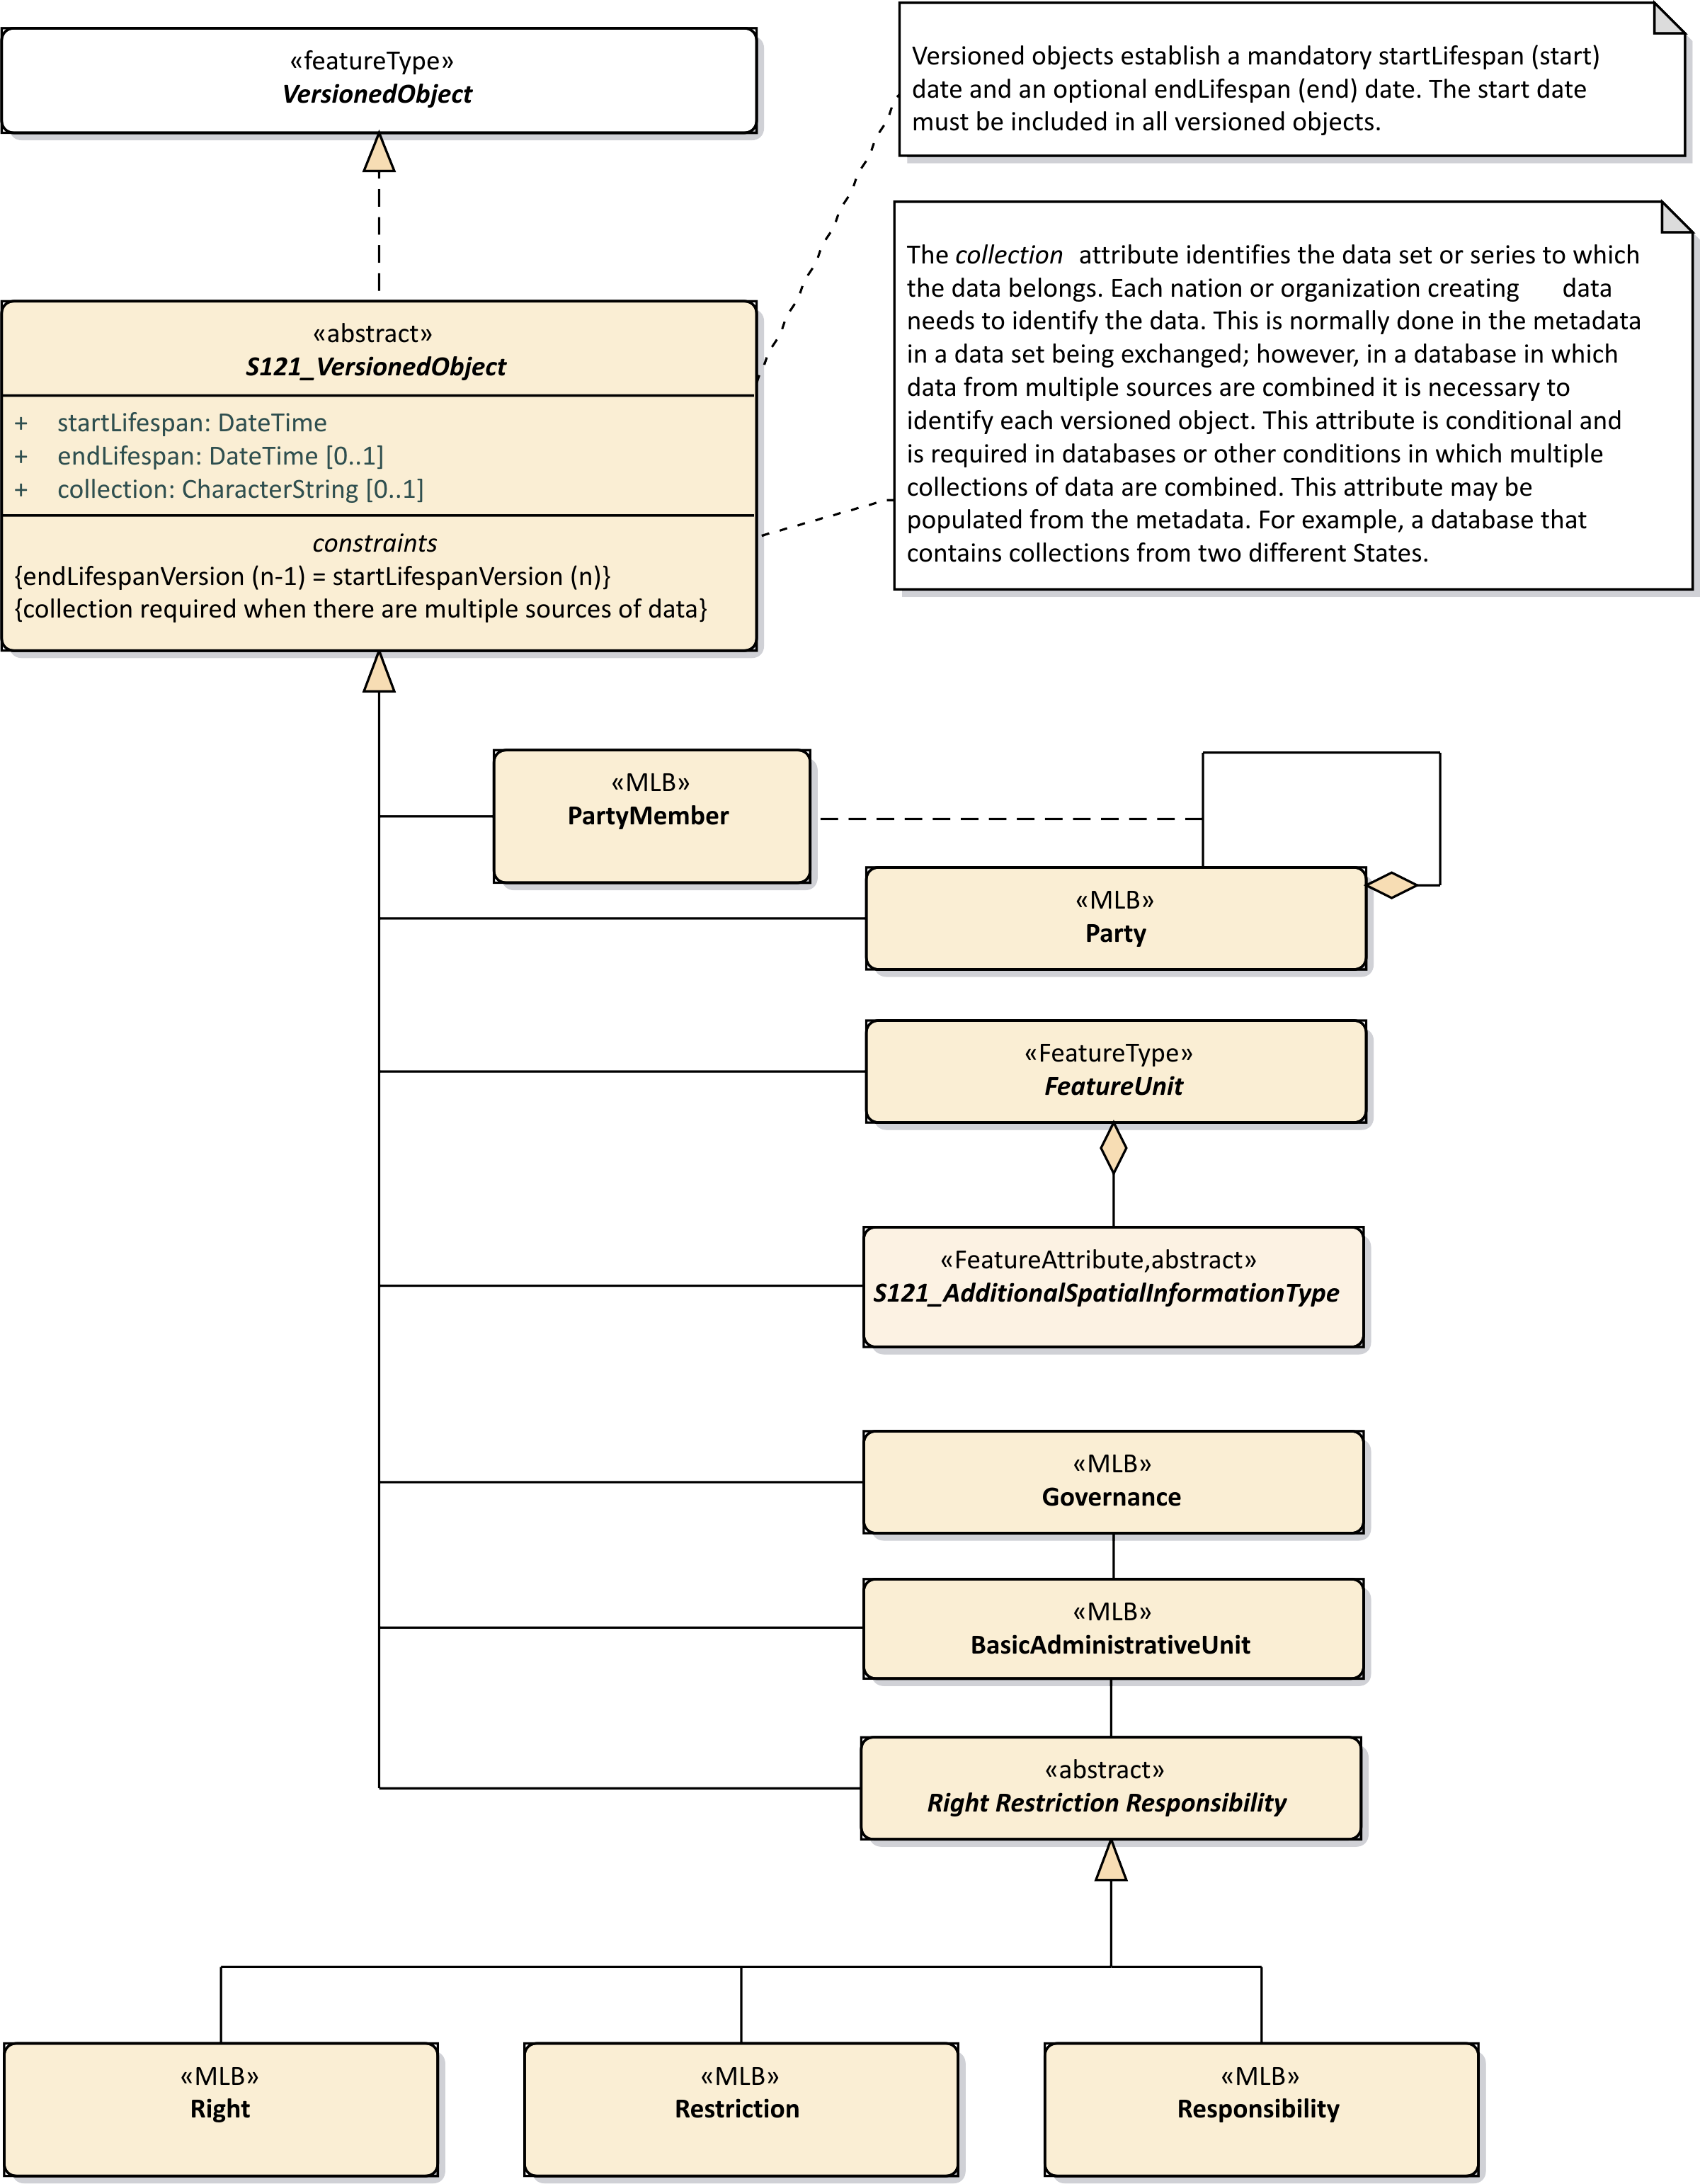 «featureType»
VersionedObject
Versioned objects establish a mandatory startLifespan (start)
date and an optional endLifespan (end) date. The start date
must be included in all versioned objects.
The collection attribute identifies the data set or series to which
the data belongs. Each nation or organization creating data
needs to identify the data. This is normally done in the metadata
in a data set being exchanged; however, in a database in which
data from multiple sources are combined it is necessary to
identify each versioned object. This attribute is conditional and
is required in databases or other conditions in which multiple
collections of data are combined. This attribute may be
populated from the metadata. For example, a database that
contains collections from two different States.
«abstract»
S121_VersionedObject
+ startLifespan: DateTime
+ endLifespan: DateTime [0..1]
+ collection: CharacterString [0..1]
constraints
{endLifespanVersion (n-1) = startLifespanVersion (n)}
{collection required when there are multiple sources of data}
«MLB»
PartyMember
«MLB»
Party
«FeatureType»
FeatureUnit
«FeatureAttribute,abstract»
S121_AdditionalSpatialInformationType
«MLB»
Governance
«MLB»
BasicAdministrativeUnit
«abstract»
Right Restriction Responsibility
«MLB»
Right
«MLB»
Restriction
«MLB»
Responsibility